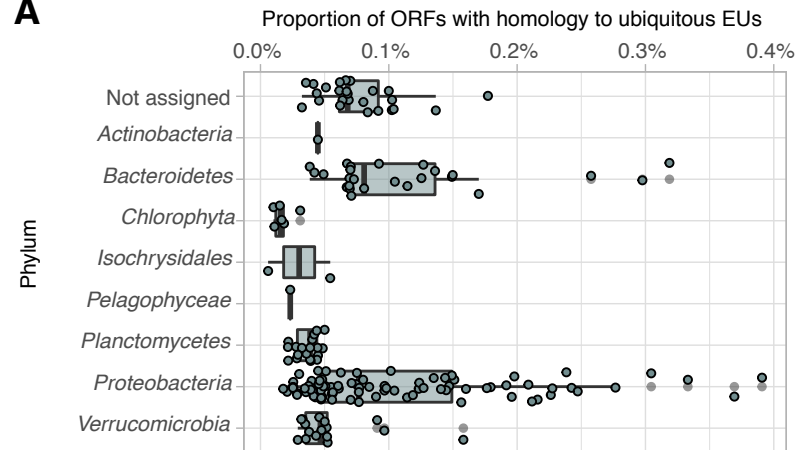 A
Proportion of ORFs with homology to ubiquitous EUs
0.0% 0.1% 0.2% 0.3% 0.4%
Phylum
Not assigned
Actinobacteria
Bacteroidetes
Chlorophyta
Isochrysidales
Pelagophyceae
Planctomycetes
Proteobacteria
Verrucomicrobia